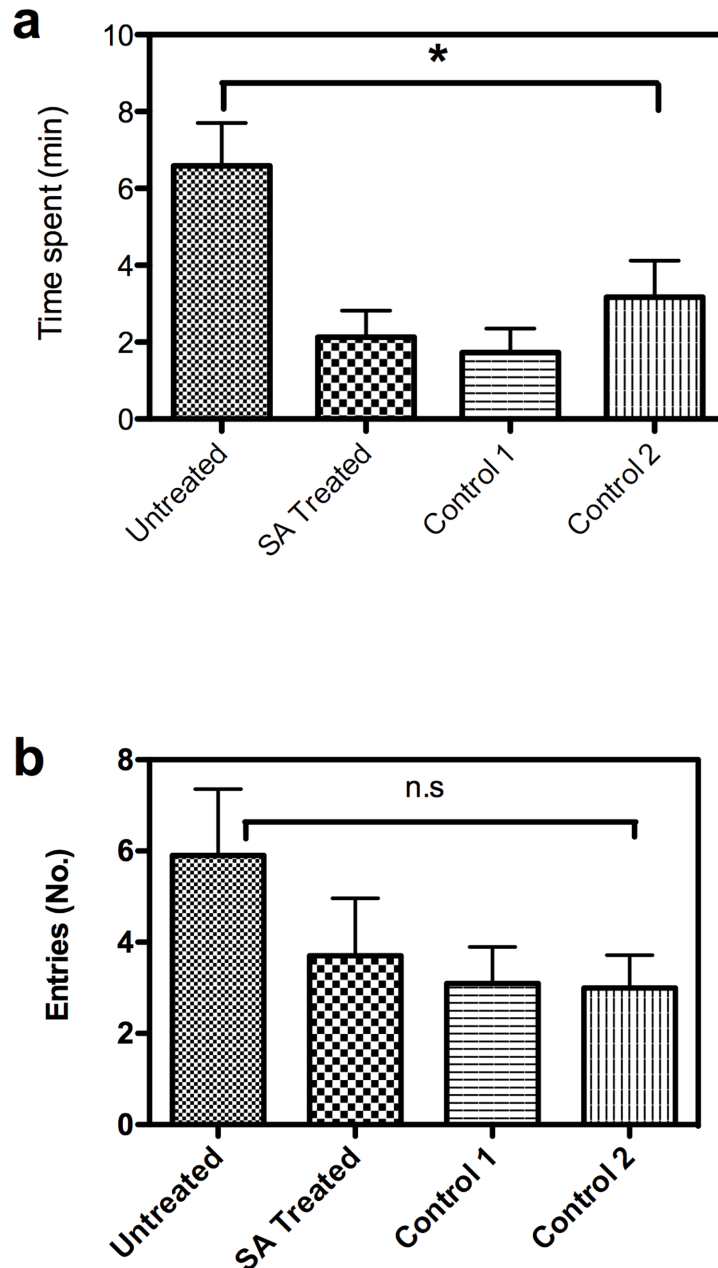 a
10
*
8
6
4
2
0
Time spent (min)
Untreated
SA Treated
Control 1
Control 2
b
8
n.s
6
4
2
0
Entries (No.)
Untreated
SA Treated
Control 1
Control 2